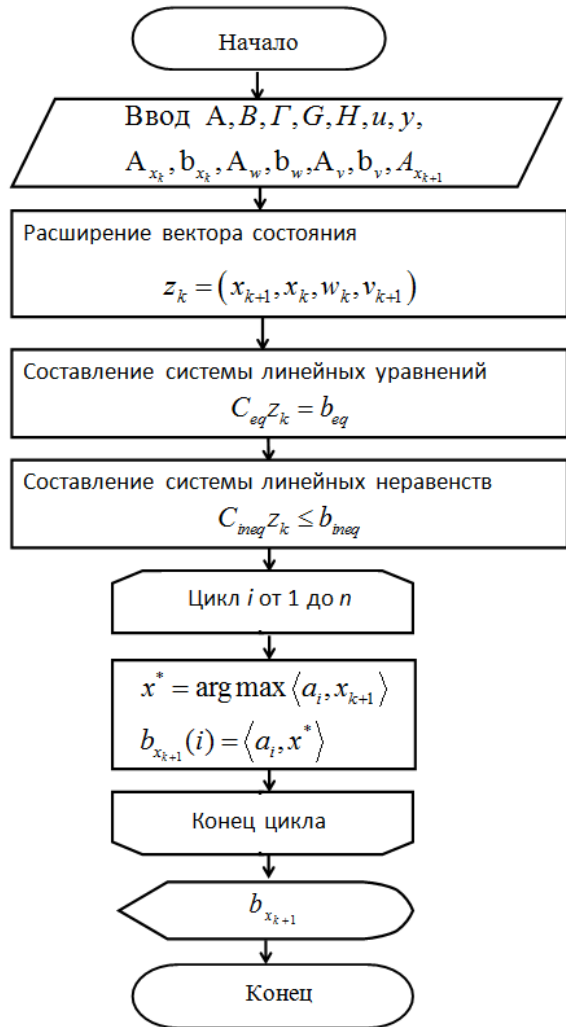 Начало
Ввод A, B, Γ, G, H, u, y,
A_{x_k}, b_{x_k}, A_w, b_w, A_v, b_v, A_{x_{k+1}}
Расширение вектора состояния
z_k = (x_{k+1}, x_k, w_k, v_{k+1})
Составление системы линейных уравнений
C_{eq} z_k = b_{eq}
Составление системы линейных неравенств
C_{ineq} z_k ≤ b_{ineq}
Цикл i от 1 до n
x^* = arg max ⟨a_i, x_{k+1}⟩
b_{x_{k+1}}(i) = ⟨a_i, x^*⟩
Конец цикла
b_{x_{k+1}}
Конец